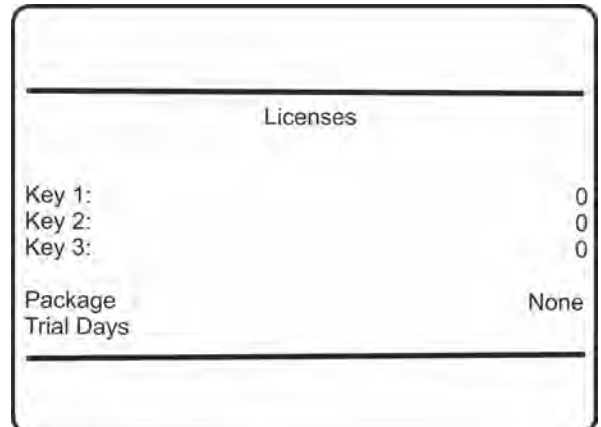 Licenses
Key 1: 0
Key 2: 0
Key 3: 0
Package None
Trial Days